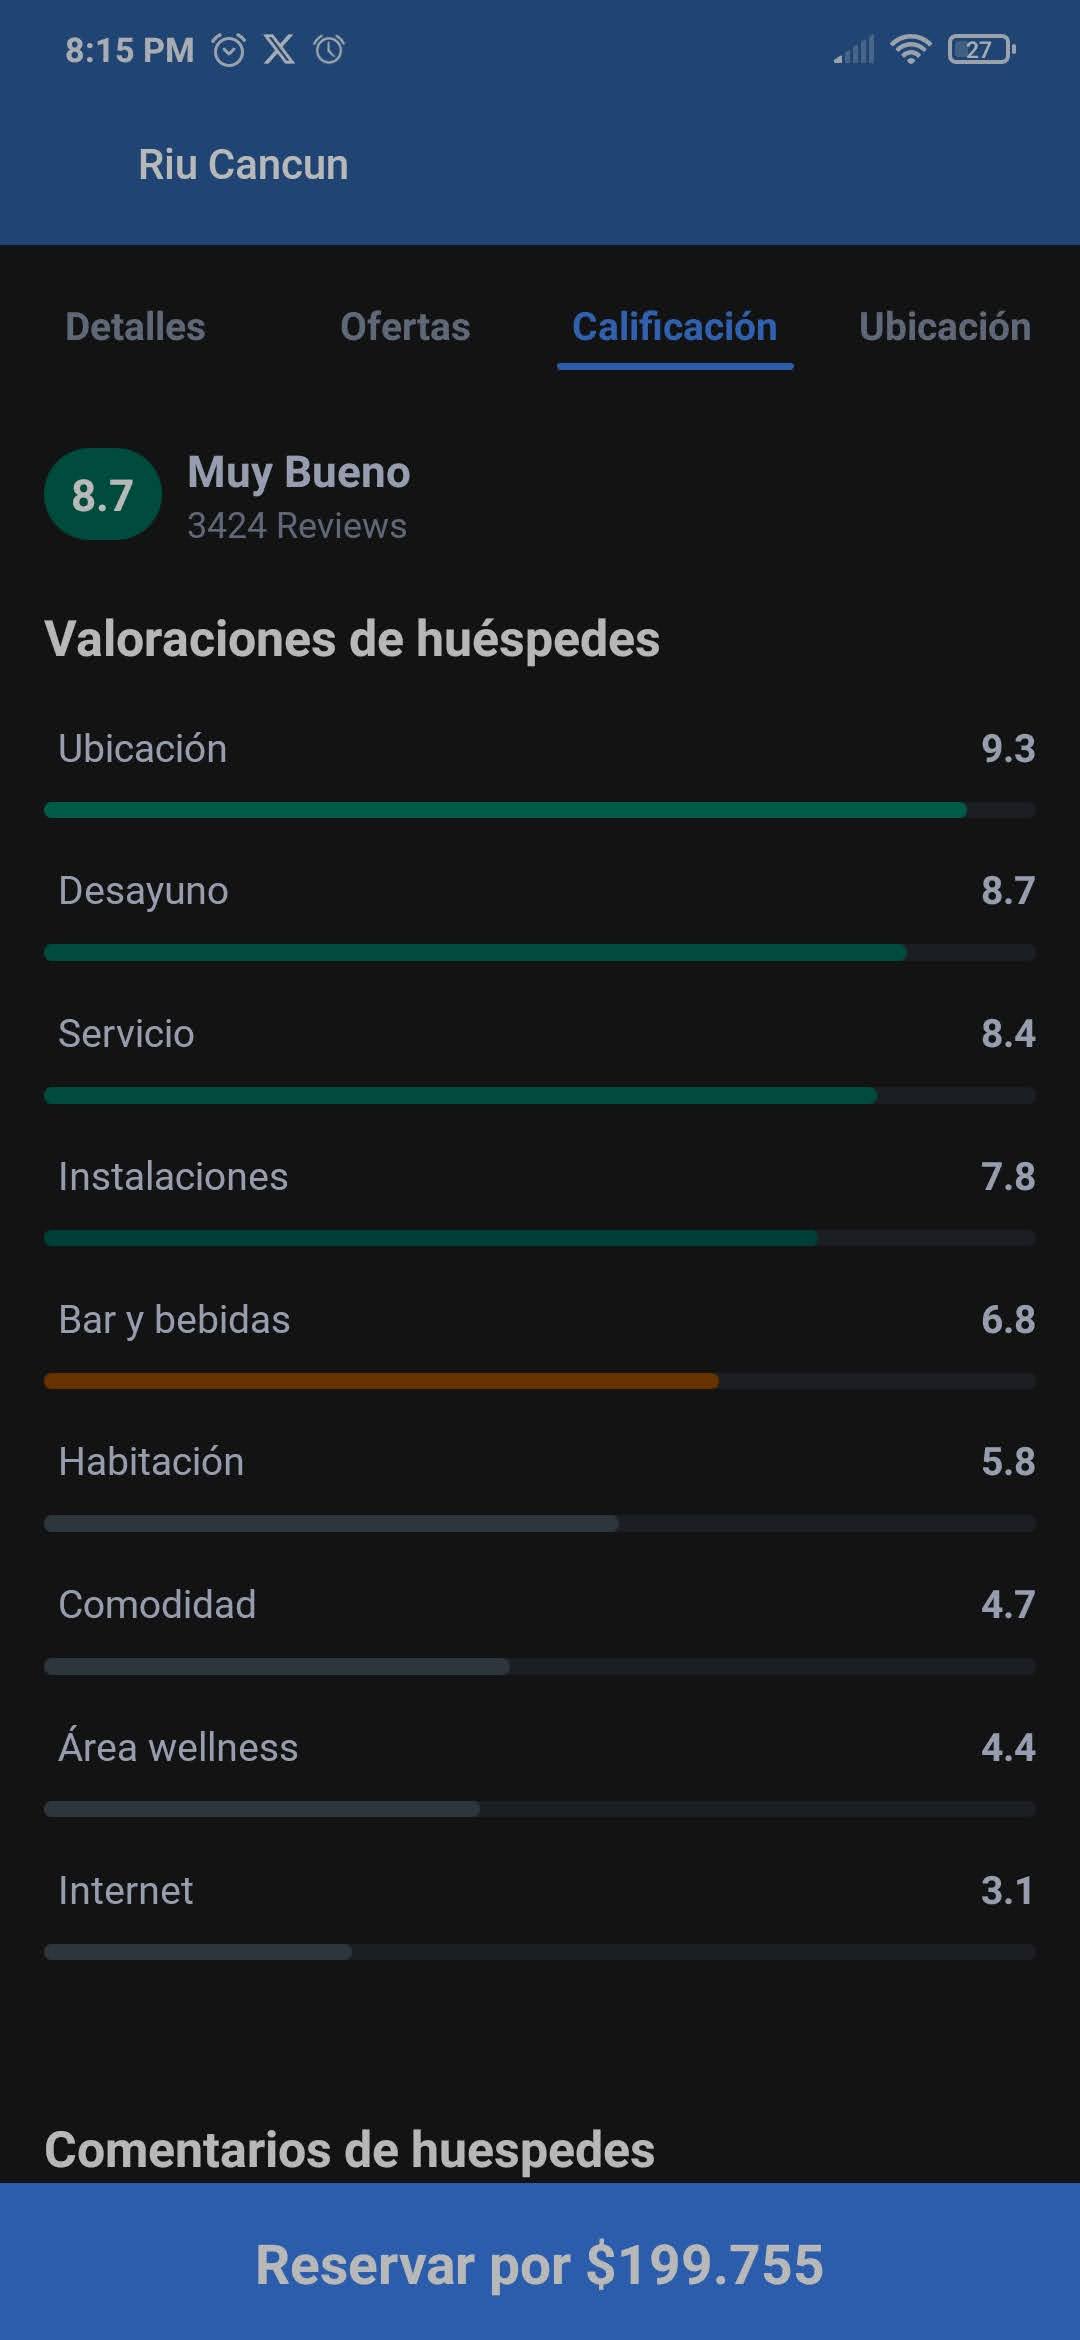 8:15 PM 27
Riu Cancun
Detalles Ofertas Calificación Ubicación
8.7 Muy Bueno
3424 Reviews
Valoraciones de huéspedes
Ubicación 9.3
Desayuno 8.7
Servicio 8.4
Instalaciones 7.8
Bar y bebidas 6.8
Habitación 5.8
Comodidad 4.7
Área wellness 4.4
Internet 3.1
Comentarios de huespedes
Reservar por $199.755